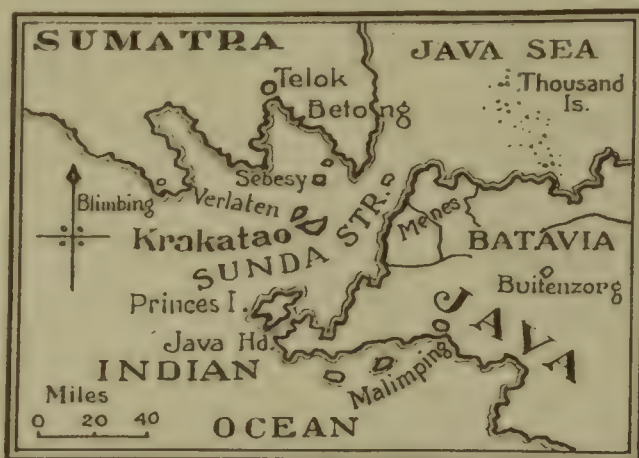 SUMATRA
JAVA SEA
Telok
Betong
Thousand
Is.
Sebesy
Blimbing
Verlaten
Krakatao
SUNDA STR.
Meines
BATAVIA
Buitenzorg
Princes I.
Java Hd.
JAVA
INDIAN
Malimping
Miles
0 20 40
OCEAN